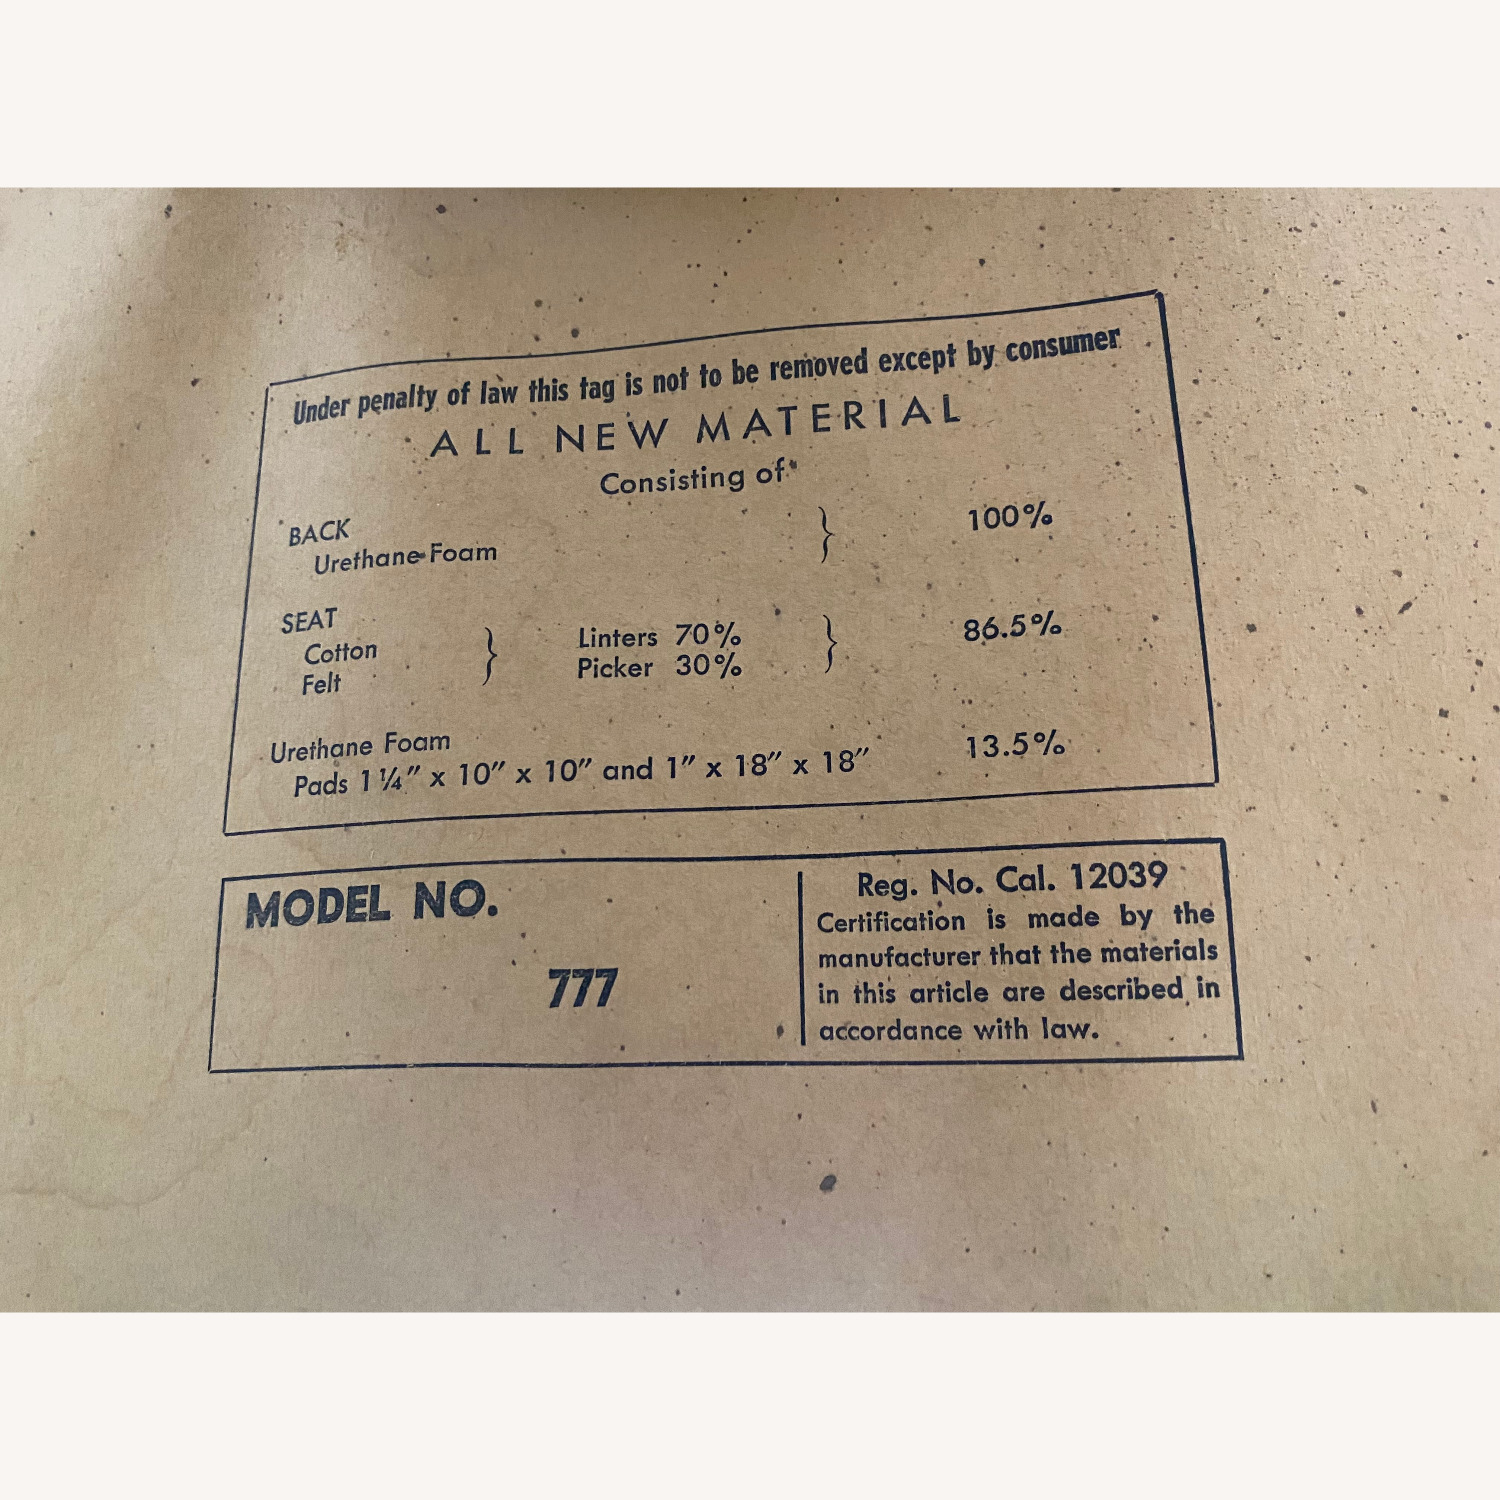 Under penalty of law this tag is not to be removed except by consumer
ALL NEW MATERIAL
Consisting of
BACK
Urethane Foam } 100%
SEAT
Cotton
Felt } Linters 70%
Picker 30% } 86.5%
Urethane Foam
Pads 1¼" x 10" x 10" and 1" x 18" x 18" 13.5%
MODEL NO.
777
Reg. No. Cal. 12039
Certification is made by the
manufacturer that the materials
in this article are described in
accordance with law.